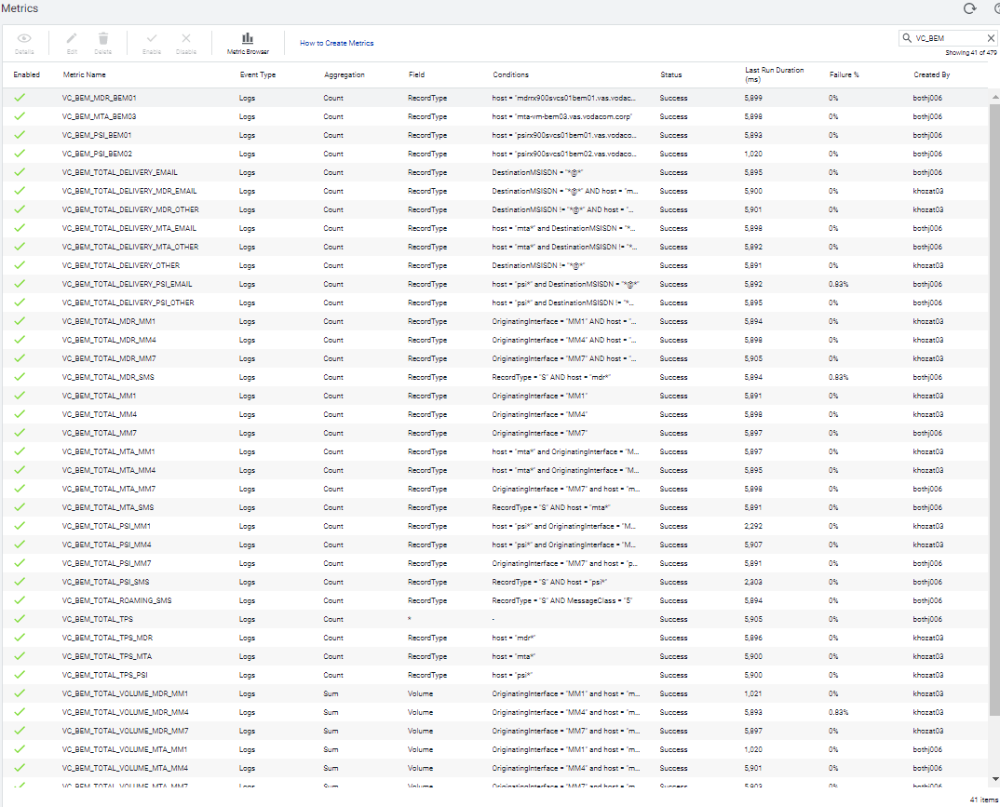 Metrics
Details Edit Delete Enable Disable Metric Browser How to Create Metrics VC_BEM
Showing 41 of 479
Enabled Metric Name Event Type Aggregation Field Conditions Status Last Run Duration (ms) Failure % Created By
VC_BEM_MDR_BEM01 Logs Count RecordType host = "mdrrx900svcs01bem01.vas.vodac... Success 5,899 0% bothj006
VC_BEM_MTA_BEM03 Logs Count RecordType host = "mta-vm-bem03.vas.vodacom.corp" Success 5,898 0% bothj006
VC_BEM_PSI_BEM01 Logs Count RecordType host = "psirx900svcs01bem01.vas.vodaco... Success 5,893 0% bothj006
VC_BEM_PSI_BEM02 Logs Count RecordType host = "psirx900svcs01bem02.vas.vodaco... Success 1,020 0% bothj006
VC_BEM_TOTAL_DELIVERY_EMAIL Logs Count RecordType DestinationMSISDN = "*@*" Success 5,895 0% bothj006
VC_BEM_TOTAL_DELIVERY_MDR_EMAIL Logs Count RecordType DestinationMSISDN = "*@*" AND host = "m... Success 5,900 0% khozat03
VC_BEM_TOTAL_DELIVERY_MDR_OTHER Logs Count RecordType DestinationMSISDN != "*@*" AND host = "... Success 5,901 0% khozat03
VC_BEM_TOTAL_DELIVERY_MTA_EMAIL Logs Count RecordType host = "mta*" and DestinationMSISDN = "*... Success 5,898 0% bothj006
VC_BEM_TOTAL_DELIVERY_MTA_OTHER Logs Count RecordType host = "mta*" and DestinationMSISDN != "*... Success 5,892 0% bothj006
VC_BEM_TOTAL_DELIVERY_OTHER Logs Count RecordType DestinationMSISDN != "*@*" Success 5,891 0% khozat03
VC_BEM_TOTAL_DELIVERY_PSI_EMAIL Logs Count RecordType host = "psi*" and DestinationMSISDN = "*@*" Success 5,892 0.83% bothj006
VC_BEM_TOTAL_DELIVERY_PSI_OTHER Logs Count RecordType host = "psi*" and DestinationMSISDN != "*... Success 5,895 0% bothj006
VC_BEM_TOTAL_MDR_MM1 Logs Count RecordType OriginatingInterface = "MM1" AND host = "... Success 5,894 0% khozat03
VC_BEM_TOTAL_MDR_MM4 Logs Count RecordType OriginatingInterface = "MM4" AND host = "... Success 5,898 0% khozat03
VC_BEM_TOTAL_MDR_MM7 Logs Count RecordType OriginatingInterface = "MM7" AND host = "... Success 5,905 0% khozat03
VC_BEM_TOTAL_MDR_SMS Logs Count RecordType RecordType = "S" AND host = "mdr*" Success 5,894 0.83% bothj006
VC_BEM_TOTAL_MM1 Logs Count RecordType OriginatingInterface = "MM1" Success 5,891 0% khozat03
VC_BEM_TOTAL_MM4 Logs Count RecordType OriginatingInterface = "MM4" Success 5,898 0% khozat03
VC_BEM_TOTAL_MM7 Logs Count RecordType OriginatingInterface = "MM7" Success 5,897 0% bothj006
VC_BEM_TOTAL_MTA_MM1 Logs Count RecordType host = "mta*" and OriginatingInterface = "M... Success 5,897 0% khozat03
VC_BEM_TOTAL_MTA_MM4 Logs Count RecordType host = "mta*" and OriginatingInterface = "M... Success 5,895 0% khozat03
VC_BEM_TOTAL_MTA_MM7 Logs Count RecordType OriginatingInterface = "MM7" and host = "m... Success 5,898 0% bothj006
VC_BEM_TOTAL_MTA_SMS Logs Count RecordType RecordType = "S" AND host = "mta*" Success 5,891 0% bothj006
VC_BEM_TOTAL_PSI_MM1 Logs Count RecordType host = "psi*" and OriginatingInterface = "M... Success 2,292 0% khozat03
VC_BEM_TOTAL_PSI_MM4 Logs Count RecordType host = "psi*" and OriginatingInterface = "M... Success 5,907 0% khozat03
VC_BEM_TOTAL_PSI_MM7 Logs Count RecordType OriginatingInterface = "MM7" and host = "p... Success 5,891 0% bothj006
VC_BEM_TOTAL_PSI_SMS Logs Count RecordType RecordType = "S" AND host = "psi*" Success 2,303 0% bothj006
VC_BEM_TOTAL_ROAMING_SMS Logs Count RecordType RecordType = "S" AND MessageClass = "5" Success 5,894 0% bothj006
VC_BEM_TOTAL_TPS Logs Count * - Success 5,905 0% bothj006
VC_BEM_TOTAL_TPS_MDR Logs Count RecordType host = "mdr*" Success 5,896 0% khozat03
VC_BEM_TOTAL_TPS_MTA Logs Count RecordType host = "mta*" Success 5,900 0% khozat03
VC_BEM_TOTAL_TPS_PSI Logs Count RecordType host = "psi*" Success 5,900 0% khozat03
VC_BEM_TOTAL_VOLUME_MDR_MM1 Logs Sum Volume OriginatingInterface = "MM1" and host = "m... Success 1,021 0% khozat03
VC_BEM_TOTAL_VOLUME_MDR_MM4 Logs Sum Volume OriginatingInterface = "MM4" and host = "m... Success 5,893 0.83% khozat03
VC_BEM_TOTAL_VOLUME_MDR_MM7 Logs Sum Volume OriginatingInterface = "MM7" and host = "m... Success 5,897 0% khozat03
VC_BEM_TOTAL_VOLUME_MTA_MM1 Logs Sum Volume OriginatingInterface = "MM1" and host = "m... Success 1,020 0% bothj006
VC_BEM_TOTAL_VOLUME_MTA_MM4 Logs Sum Volume OriginatingInterface = "MM4" and host = "m... Success 5,901 0% bothj006
VC_BEM_TOTAL_VOLUME_MTA_MM7 Logs Sum Volume OriginatingInterface = "MM7" and host = "m... Success 5,903 0% bothj006
41 items